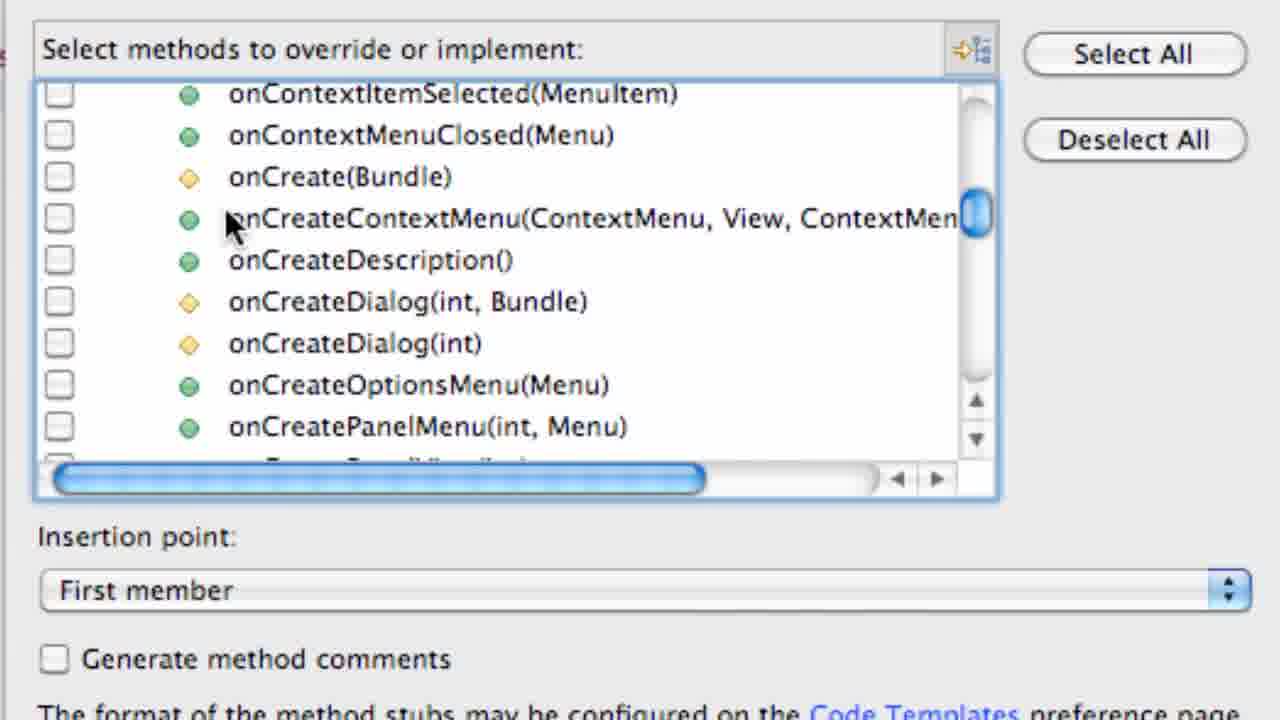 Select methods to override or implement:
Select All
onContextItemSelected(MenuItem)
onContextMenuClosed(Menu)
Deselect All
onCreate(Bundle)
onCreateContextMenu(ContextMenu, View, ContextMen
onCreateDescription()
onCreateDialog(int, Bundle)
onCreateDialog(int)
onCreateOptionsMenu(Menu)
onCreatePanelMenu(int, Menu)
Insertion point:
First member
Generate method comments
The format of the method stubs may be configured on the Code Templates preference page.